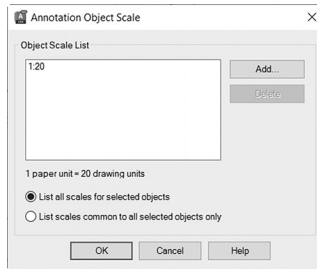 Annotation Object Scale
Object Scale List
1:20
Add...
Delete
1 paper unit = 20 drawing units
List all scales for selected objects
List scales common to all selected objects only
OK Cancel Help